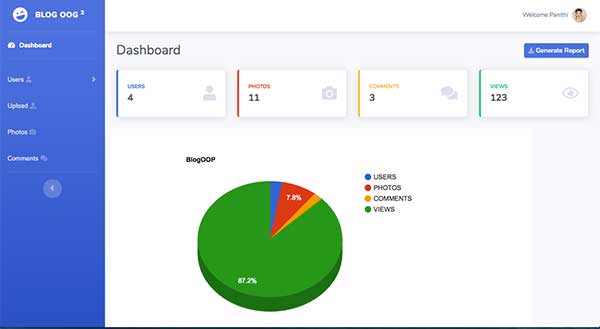 BLOG OOG 2
Welcome Panithi
Dashboard
Dashboard
Generate Report
Users
Upload
Photos
Comments
USERS
4
PHOTOS
11
COMMENTS
3
VIEWS
123
BlogOOP
USERS
PHOTOS
COMMENTS
VIEWS
7.8%
87.2%